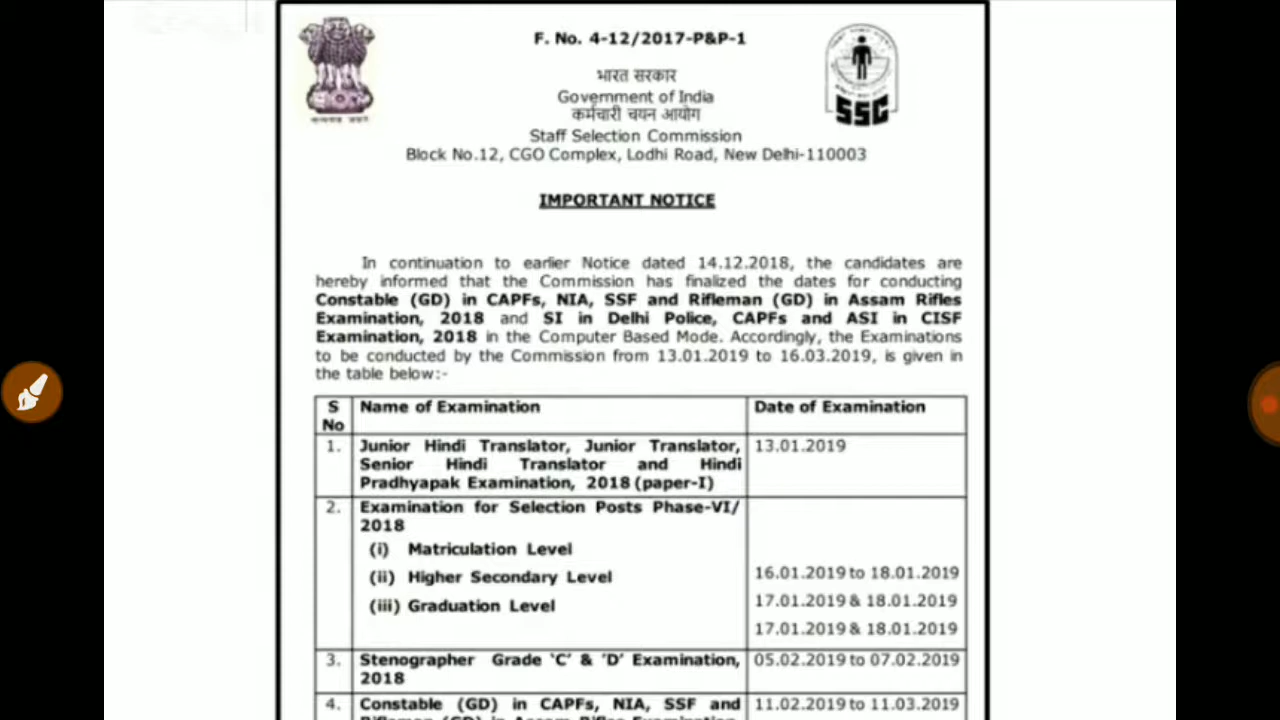 F. No. 4-12/2017-P&P-1
भारत सरकार
Government of India
कर्मचारी चयन आयोग
Staff Selection Commission
Block No.12, CGO Complex, Lodhi Road, New Delhi-110003
SSC
IMPORTANT NOTICE
In continuation to earlier Notice dated 14.12.2018, the candidates are
hereby informed that the Commission has finalized the dates for conducting
Constable (GD) in CAPFs, NIA, SSF and Rifleman (GD) in Assam Rifles
Examination, 2018 and SI in Delhi Police, CAPFs and ASI in CISF
Examination, 2018 in the Computer Based Mode. Accordingly, the Examinations
to be conducted by the Commission from 13.01.2019 to 16.03.2019, is given in
the table below:-
S No Name of Examination Date of Examination
1. Junior Hindi Translator, Junior Translator, 13.01.2019
Senior Hindi Translator and Hindi
Pradhyapak Examination, 2018 (paper-I)
2. Examination for Selection Posts Phase-VI/
2018
(i) Matriculation Level
(ii) Higher Secondary Level 16.01.2019 to 18.01.2019
(iii) Graduation Level 17.01.2019 & 18.01.2019
17.01.2019 & 18.01.2019
3. Stenographer Grade 'C' & 'D' Examination, 05.02.2019 to 07.02.2019
2018
4. Constable (GD) in CAPFs, NIA, SSF and 11.02.2019 to 11.03.2019
Rifleman (GD) in Assam Rifles Examination,